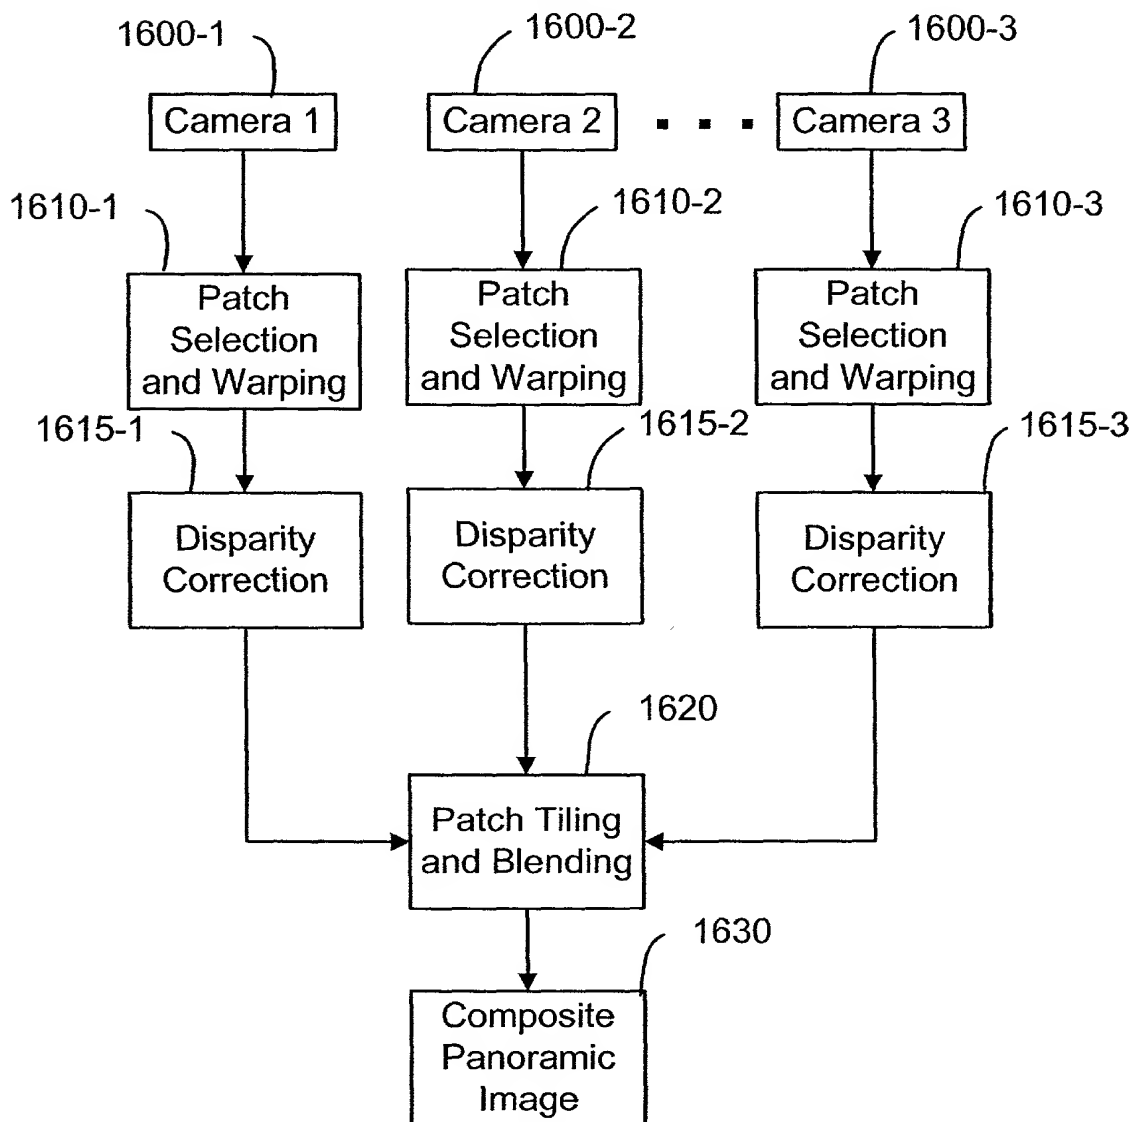 1600-1
1600-2
1600-3
Camera 1
Camera 2
Camera 3
1610-1
1610-2
1610-3
Patch
Selection
and Warping
Patch
Selection
and Warping
Patch
Selection
and Warping
1615-1
1615-2
1615-3
Disparity
Correction
Disparity
Correction
Disparity
Correction
1620
Patch Tiling
and Blending
1630
Composite
Panoramic
Image